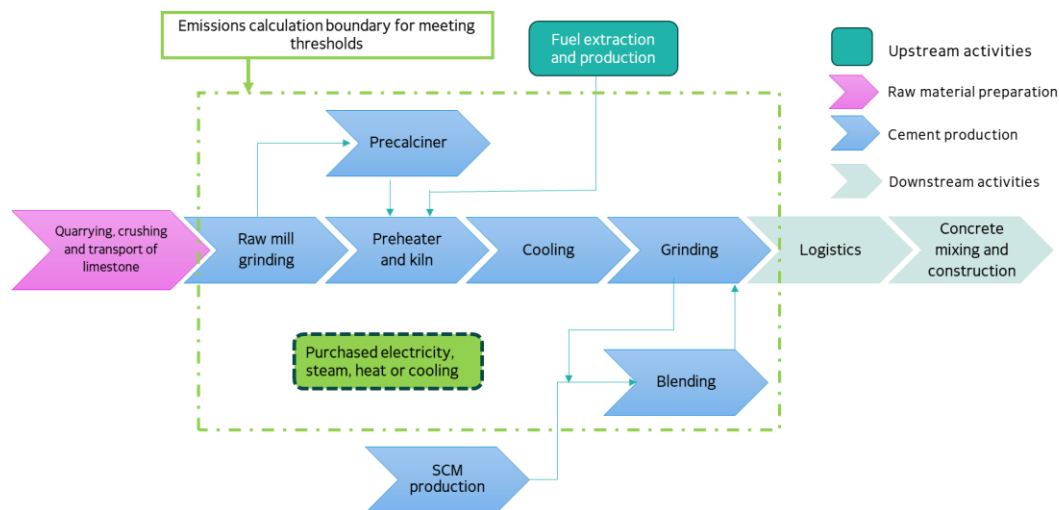 Emissions calculation boundary for meeting
thresholds
Fuel extraction
and production
Upstream activities
Raw material preparation
Cement production
Downstream activities
Precalciner
Quarrying, crushing
and transport of
limestone
Raw mill
grinding
Preheater
and kiln
Cooling
Grinding
Logistics
Concrete
mixing and
construction
Purchased electricity,
steam, heat or cooling
Blending
SCM
production